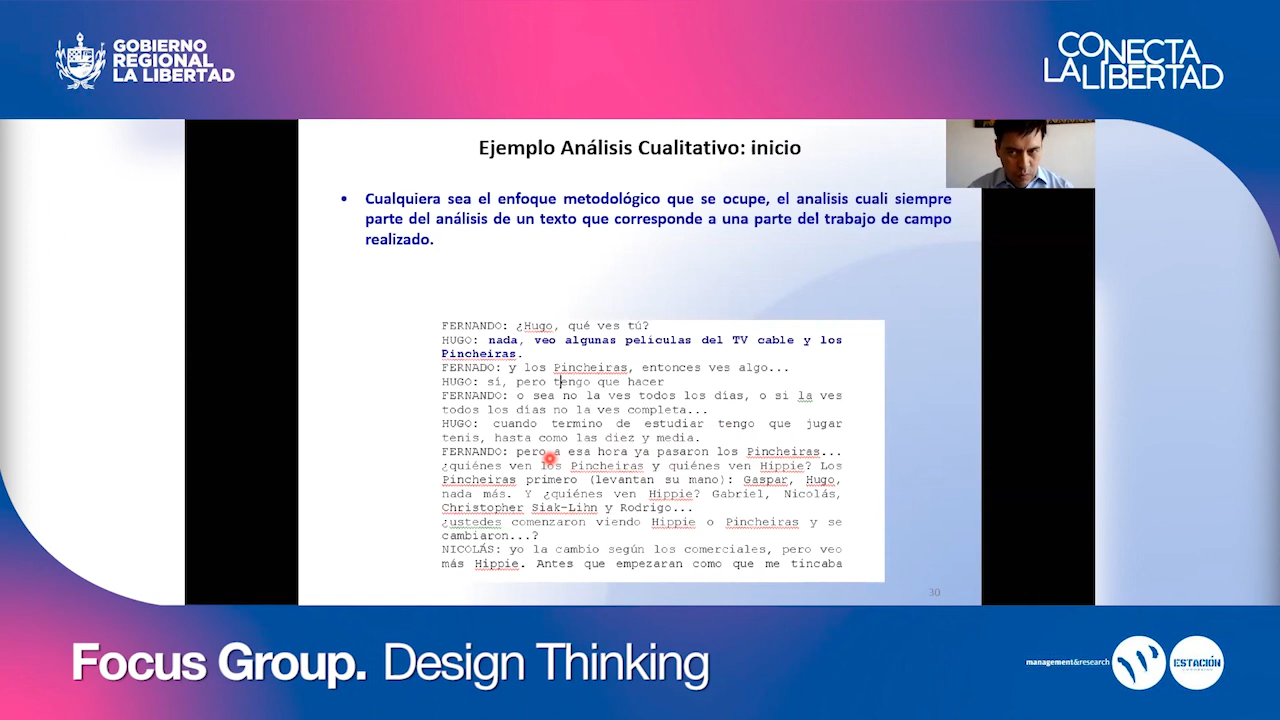 GOBIERNO
REGIONAL
LA LIBERTAD
CONECTA
LA LIBERTAD
Ejemplo Análisis Cualitativo: inicio
• Cualquiera sea el enfoque metodológico que se ocupe, el analisis cuali siempre
parte del análisis de un texto que corresponde a una parte del trabajo de campo
realizado.
FERNANDO: ¿Hugo, qué ves tú?
HUGO: nada, veo algunas películas del TV cable y los
Pincheiras.
FERNADO: y los Pincheiras, entonces ves algo...
HUGO: sí, pero tengo que hacer
FERNANDO: o sea no la ves todos los días, o si la ves
todos los días no la ves completa...
HUGO: cuando termino de estudiar tengo que jugar
tenis, hasta como las diez y media.
FERNANDO: pero a esa hora ya pasaron los Pincheiras...
¿quiénes ven los Pincheiras y quiénes ven Hippie? Los
Pincheiras primero (levantan su mano): Gaspar, Hugo,
nada más. Y ¿quiénes ven Hippie? Gabriel, Nicolás,
Christopher Siak-Lihn y Rodrigo...
¿ustedes comenzaron viendo Hippie o Pincheiras y se
cambiaron...?
NICOLÁS: yo la cambio según los comerciales, pero veo
más Hippie. Antes que empezaran como que me tincaba
30
Focus Group. Design Thinking
management&research
ESTACIÓN